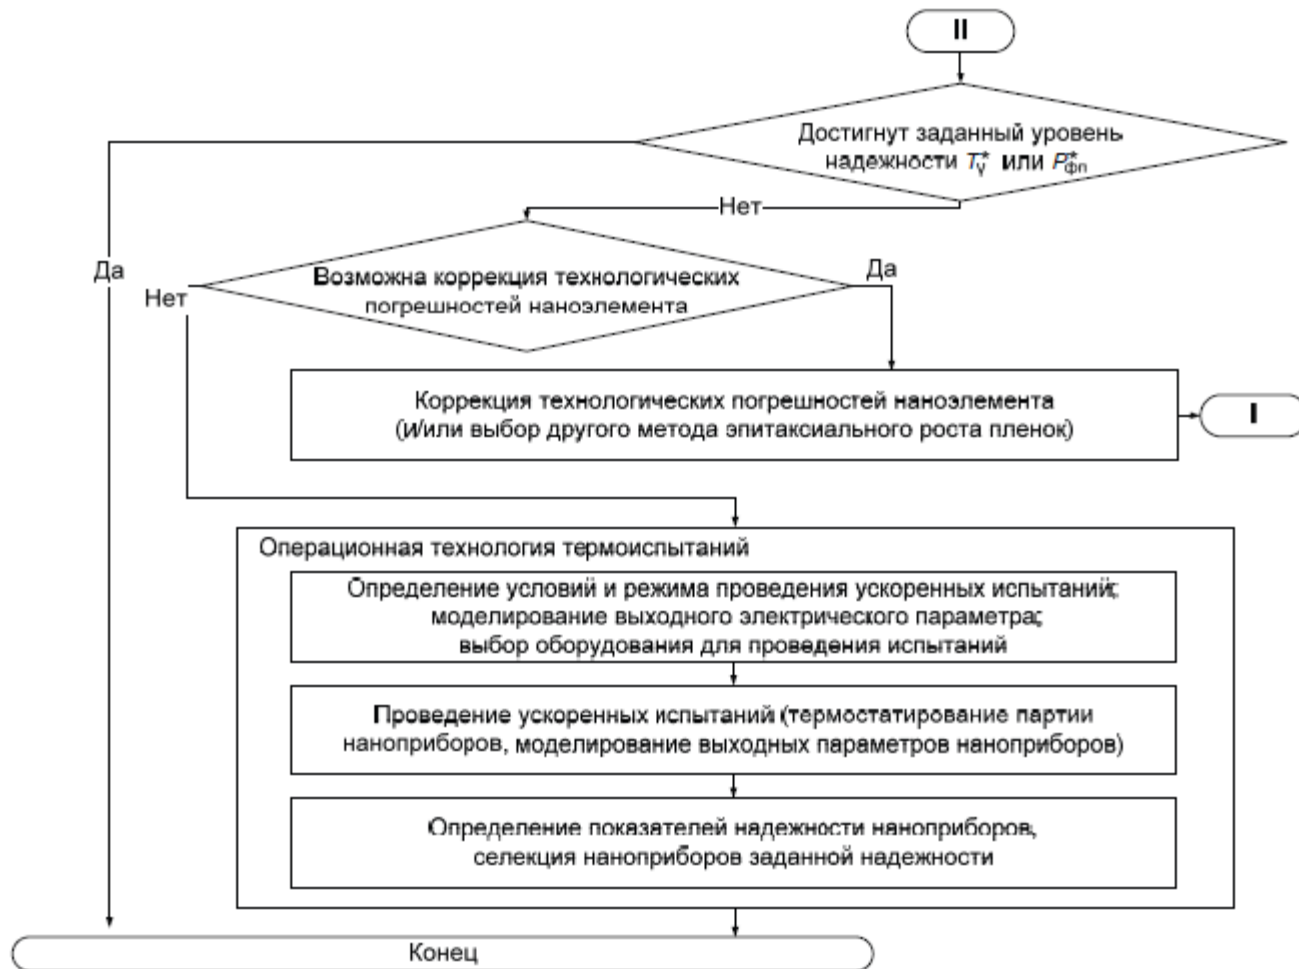 II
Достигнут заданный уровень
надежности T*γ или P*фп
Нет
Да
Возможна коррекция технологических
погрешностей наноэлемента
Да
Нет
Коррекция технологических погрешностей наноэлемента
(и/или выбор другого метода эпитаксиального роста пленок)
I
Операционная технология термоиспытаний
Определение условий и режима проведения ускоренных испытаний;
моделирование выходного электрического параметра;
выбор оборудования для проведения испытаний
Проведение ускоренных испытаний (термостатирование партии
наноприборов, моделирование выходных параметров наноприборов)
Определение показателей надежности наноприборов,
селекция наноприборов заданной надежности
Конец